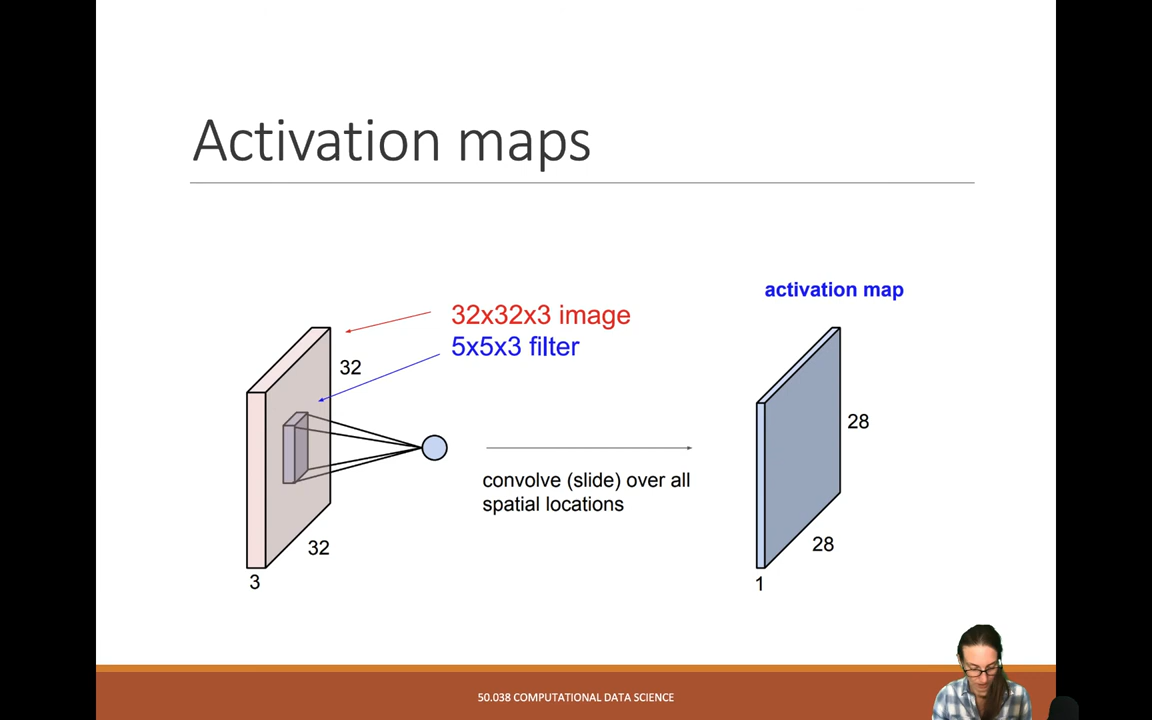 Activation maps
activation map
32x32x3 image
5x5x3 filter
32
28
convolve (slide) over all
spatial locations
32
28
3
1
50.038 COMPUTATIONAL DATA SCIENCE